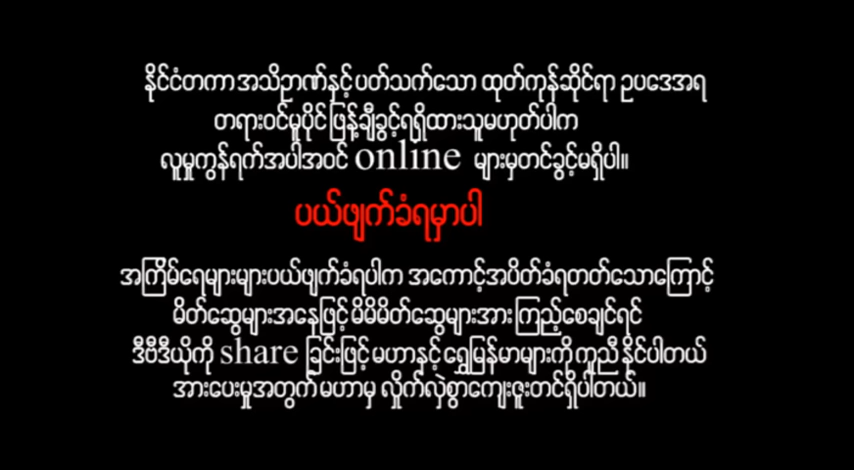 နိုင်ငံတကာ အသိဉာဏ်နှင့် ပတ်သက်သော ထုတ်ကုန်ဆိုင်ရာ ဥပဒေအရ
တရားဝင်မူပိုင် ဖြန့်ချီခွင့်ရရှိထားသူမဟုတ်ပါက
လူမှုကွန်ရက်အပါအဝင် online များမှတင်ခွင့်မရှိပါ။
ပယ်ဖျက်ခံရမှာပါ
အကြိမ်ရေများများပယ်ဖျက်ခံရပါက အကောင့်အပိတ်ခံရတတ်သောကြောင့်
မိတ်ဆွေများအနေဖြင့် မိမိမိတ်ဆွေများအား ကြည့်စေချင်ရင်
ဒီဗီဒီယိုကို share ခြင်းဖြင့် မဟာနှင့် ရွှေမြန်မာများကို ကူညီ နိုင်ပါတယ်
အားပေးမှုအတွက် မဟာမှ လှိုက်လှဲစွာကျေးဇူးတင်ရှိပါတယ်။